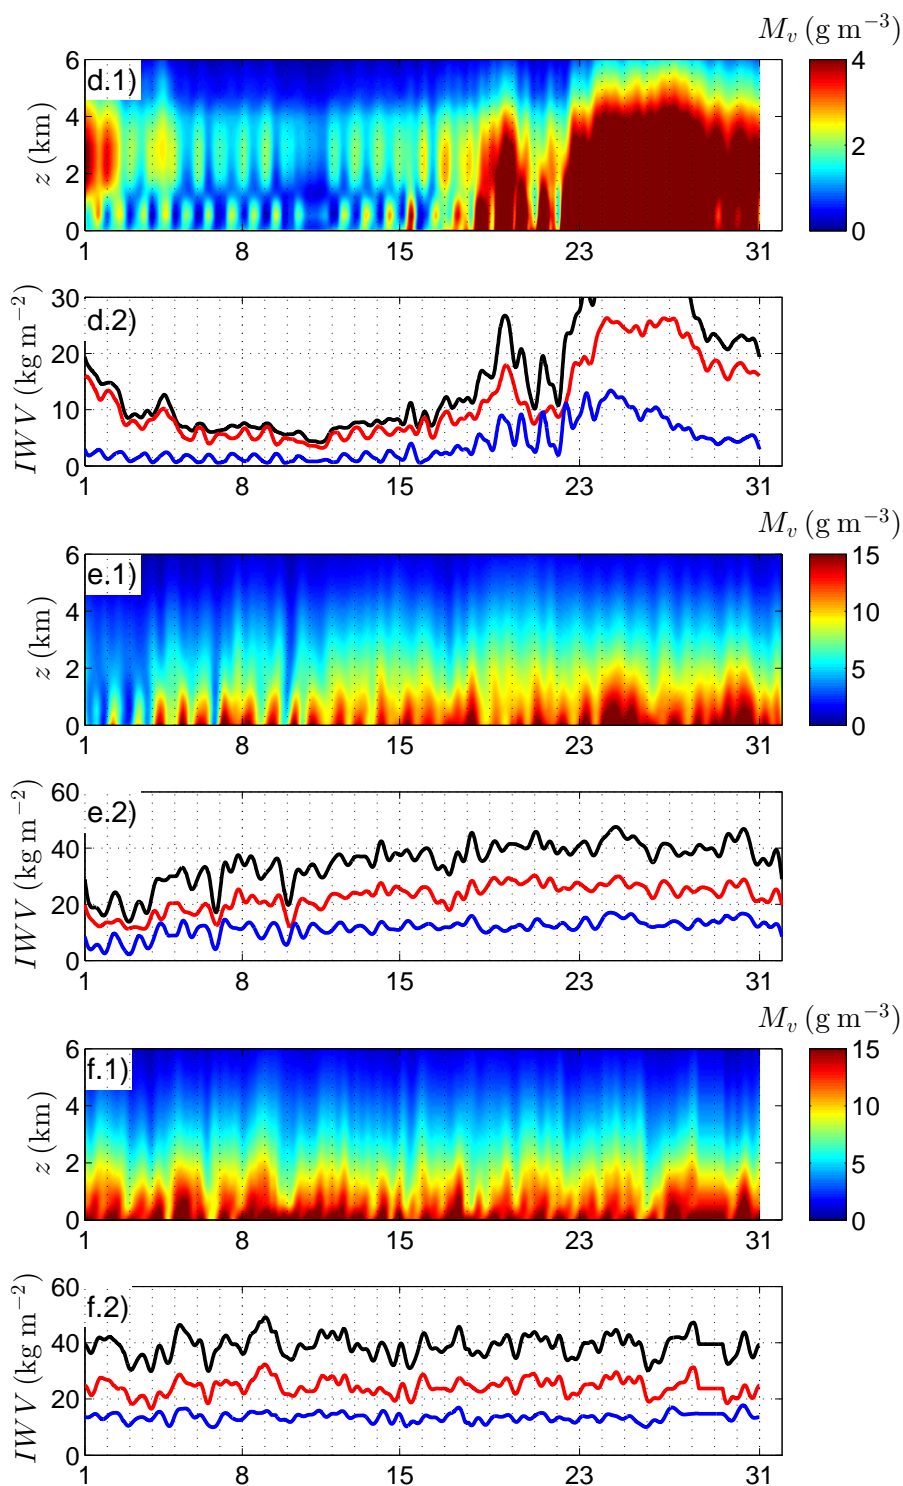 M_v (g m^{-3})
d.1)
z (km)
6
4
2
0
1 8 15 23 31
4
2
0
d.2)
IWV (kg m^{-2})
30
20
10
0
1 8 15 23 31
M_v (g m^{-3})
e.1)
z (km)
6
4
2
0
1 8 15 23 31
15
10
5
0
e.2)
IWV (kg m^{-2})
60
40
20
0
1 8 15 23 31
M_v (g m^{-3})
f.1)
z (km)
6
4
2
0
1 8 15 23 31
15
10
5
0
f.2)
IWV (kg m^{-2})
60
40
20
0
1 8 15 23 31